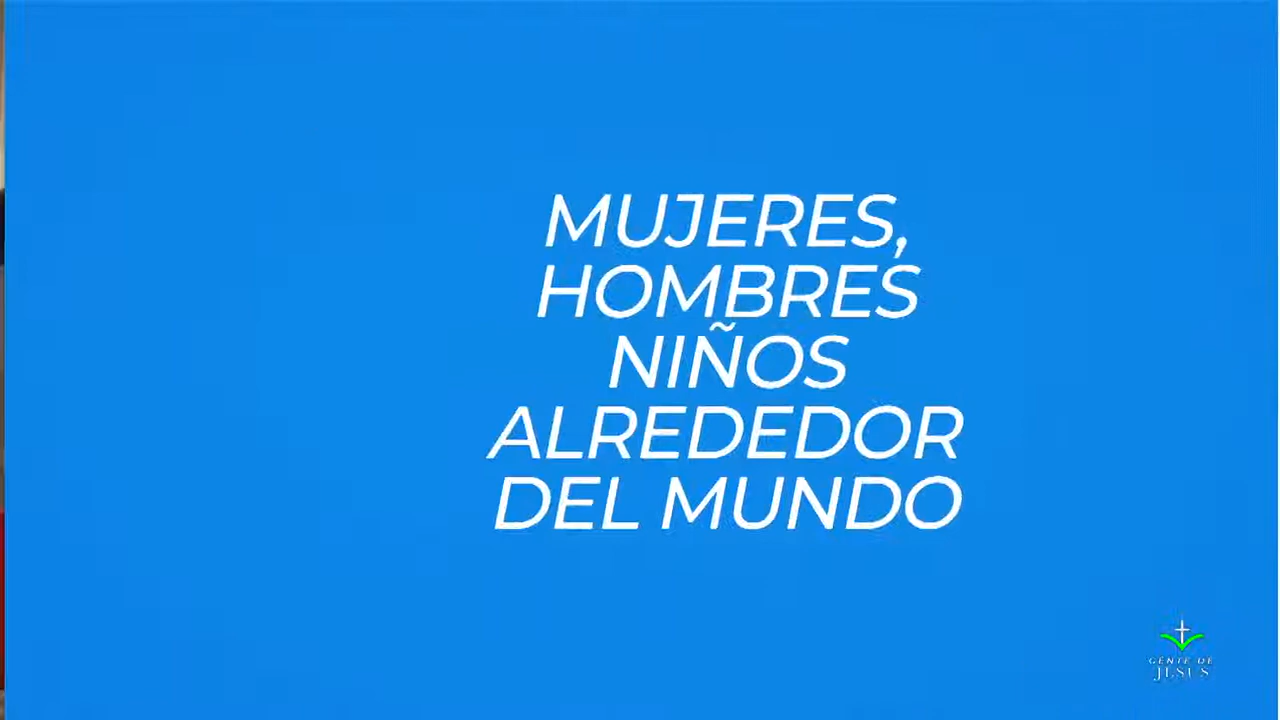 MUJERES,
HOMBRES
NIÑOS
ALREDEDOR
DEL MUNDO
GENTE DE
JESUS